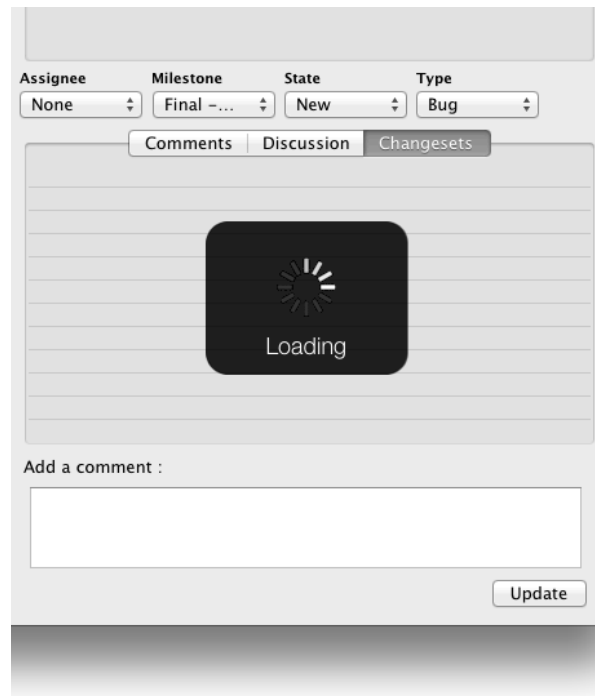 Assignee Milestone State Type
None Final –... New Bug
Comments Discussion Changesets
Loading
Add a comment :
Update